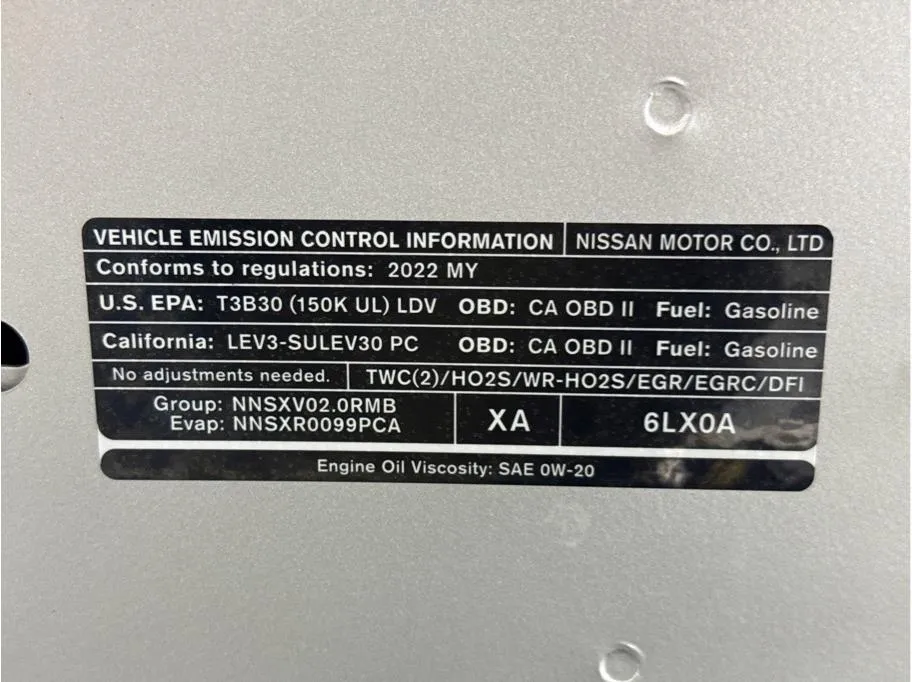 VEHICLE EMISSION CONTROL INFORMATION NISSAN MOTOR CO., LTD
Conforms to regulations: 2022 MY
U.S. EPA: T3B30 (150K UL) LDV OBD: CA OBD II Fuel: Gasoline
California: LEV3-SULEV30 PC OBD: CA OBD II Fuel: Gasoline
No adjustments needed. TWC(2)/HO2S/WR-HO2S/EGR/EGRC/DFI
Group: NNSXV02.0RMB
Evap: NNSXR0099PCA
XA
6LX0A
Engine Oil Viscosity: SAE 0W-20